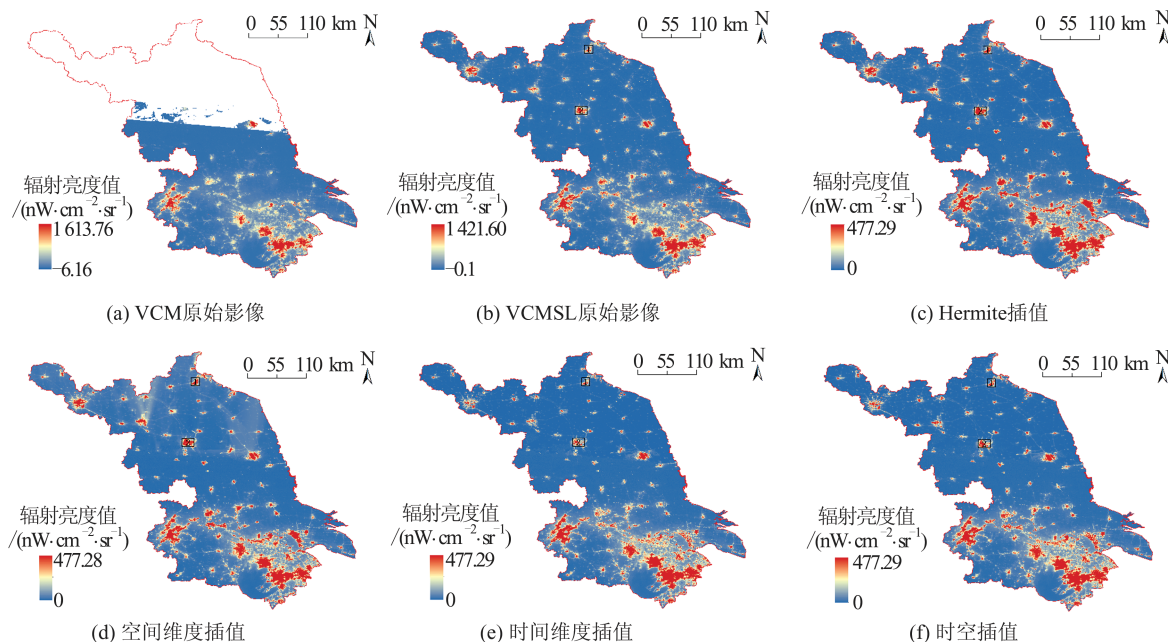 0 55 110 km N
辐射亮度值
/(nW·cm⁻²·sr⁻¹)
1 613.76
−6.16
(a) VCM原始影像
0 55 110 km N
辐射亮度值
/(nW·cm⁻²·sr⁻¹)
1 421.60
−0.1
(b) VCMSL原始影像
0 55 110 km N
辐射亮度值
/(nW·cm⁻²·sr⁻¹)
477.29
0
(c) Hermite插值
0 55 110 km N
辐射亮度值
/(nW·cm⁻²·sr⁻¹)
477.28
0
(d) 空间维度插值
0 55 110 km N
辐射亮度值
/(nW·cm⁻²·sr⁻¹)
477.29
0
(e) 时间维度插值
0 55 110 km N
辐射亮度值
/(nW·cm⁻²·sr⁻¹)
477.29
0
(f) 时空插值